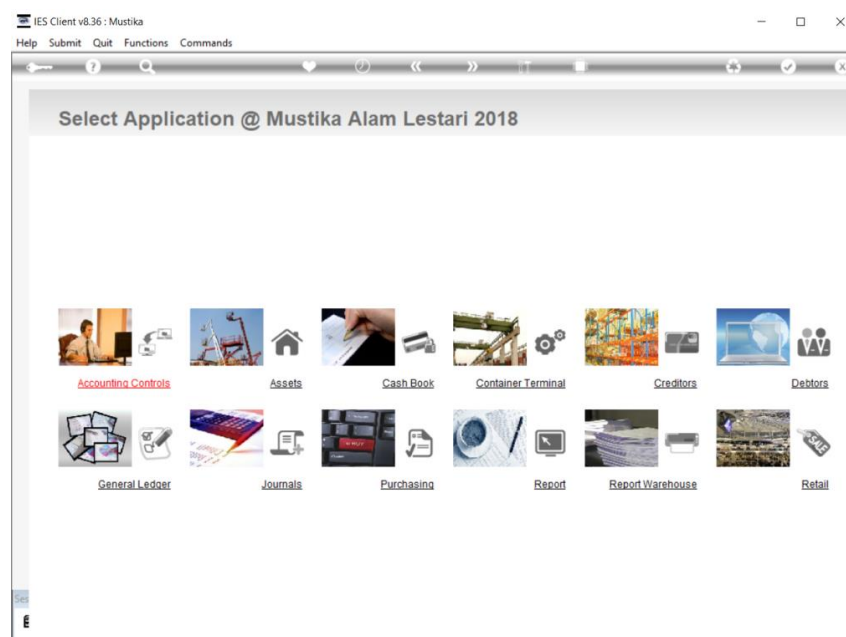 IES Client v8.36 : Mustika
Help Submit Quit Functions Commands
Select Application @ Mustika Alam Lestari 2018
Accounting Controls Assets Cash Book Container Terminal Creditors Debtors
General Ledger Journals Purchasing Report Report Warehouse Retail
Ses